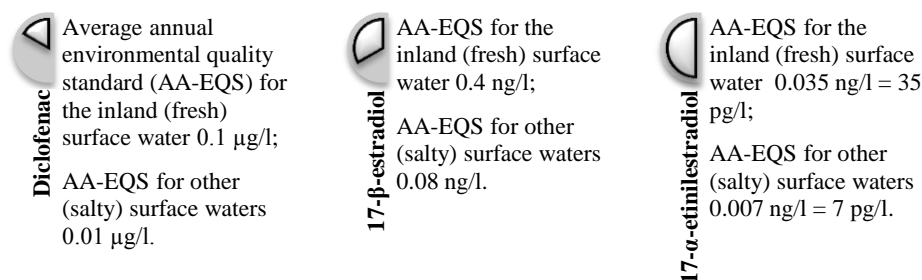 Diclofenac
Average annual
environmental quality
standard (AA-EQS) for
the inland (fresh)
surface water 0.1 µg/l;
AA-EQS for other
(salty) surface waters
0.01 µg/l.
17-β-estradiol
AA-EQS for the
inland (fresh) surface
water 0.4 ng/l;
AA-EQS for other
(salty) surface waters
0.08 ng/l.
17-α-etinilestradiol
AA-EQS for the
inland (fresh) surface
water 0.035 ng/l = 35
pg/l;
AA-EQS for other
(salty) surface waters
0.007 ng/l = 7 pg/l.